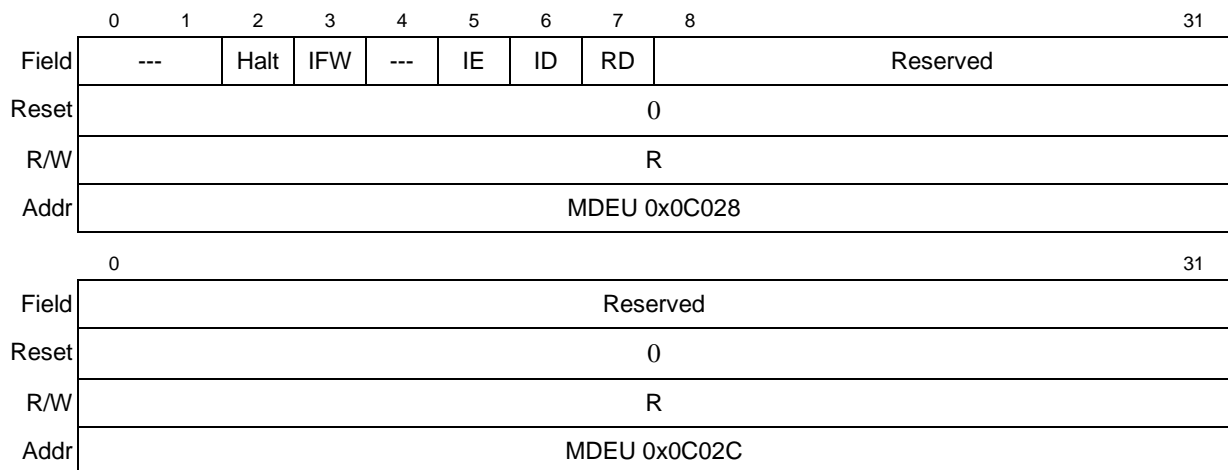 0 1 2 3 4 5 6 7 8 31
Field --- Halt IFW --- IE ID RD Reserved
Reset 0
R/W R
Addr MDEU 0x0C028
0 31
Field Reserved
Reset 0
R/W R
Addr MDEU 0x0C02C